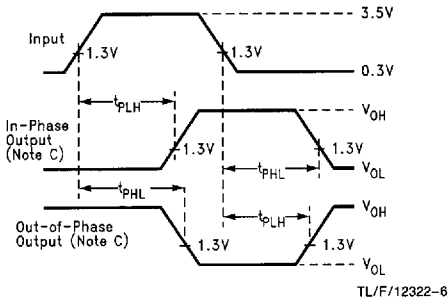 3.5V
Input
1.3V
1.3V
0.3V
tPLH
VOH
In-Phase
Output
(Note C)
1.3V
1.3V
tPHL
VOL
tPHL
VOH
Out-of-Phase
Output (Note C)
tPLH
1.3V
1.3V
VOL
TL/F/12322-6